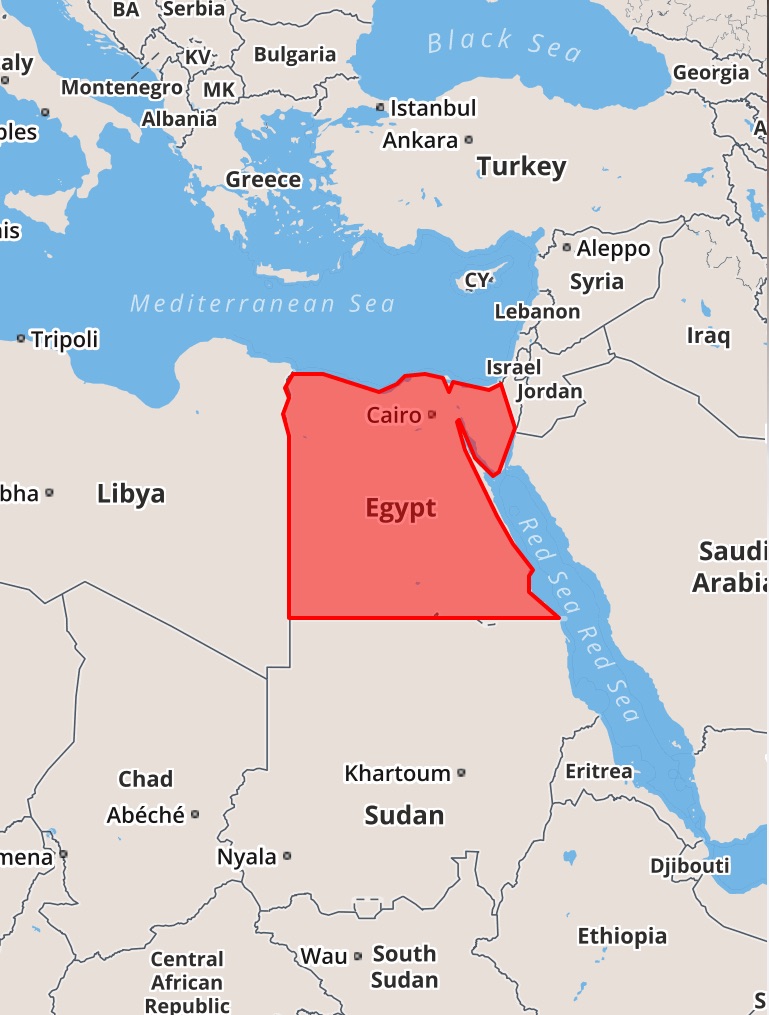 BA
Serbia
Black Sea
KV
Bulgaria
aly
Georgia
Montenegro
MK
Istanbul
Albania
A
ples
Ankara
Turkey
Greece
nis
Aleppo
CY
Syria
Mediterranean Sea
Lebanon
Tripoli
Iraq
Israel
Jordan
Cairo
bha
Libya
Egypt
Red Sea
Red Sea
Saudi
Arabia
Khartoum
Eritrea
Chad
Abéché
Sudan
mena
Nyala
Djibouti
Ethiopia
Wau
South
Sudan
Central
African
Republic
S